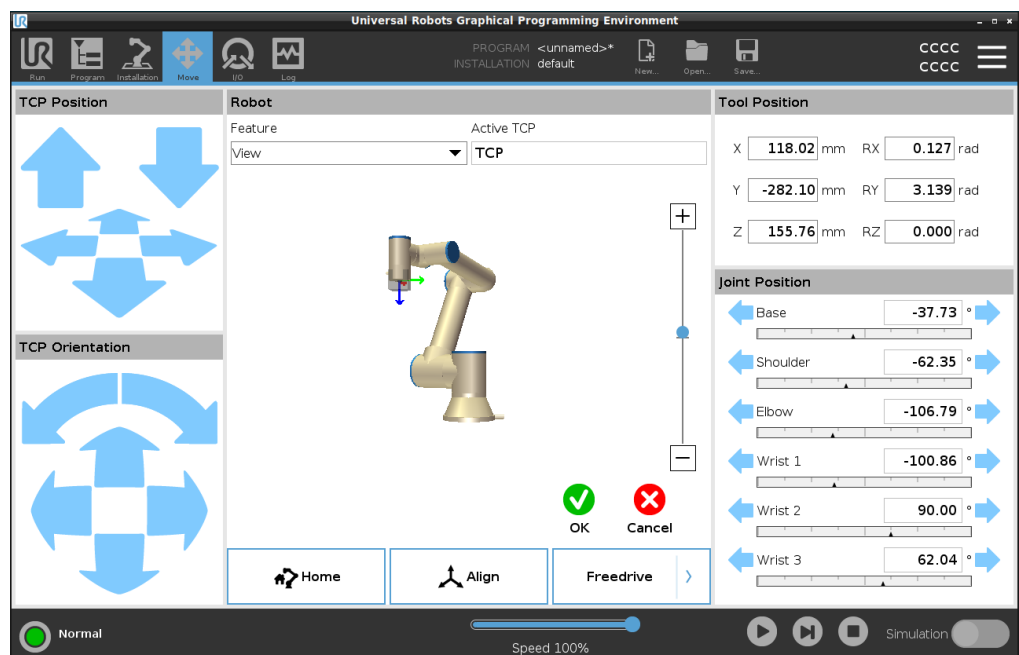 Universal Robots Graphical Programming Environment
PROGRAM <unnamed>*
INSTALLATION default
Run
Program
Installation
Move
I/O
Log
New...
Open...
Save...
CCCC
CCCC
TCP Position
Robot
Tool Position
Feature
Active TCP
View
TCP
X 118.02 mm RX 0.127 rad
Y -282.10 mm RY 3.139 rad
Z 155.76 mm RZ 0.000 rad
Joint Position
Base -37.73 °
Shoulder -62.35 °
Elbow -106.79 °
Wrist 1 -100.86 °
Wrist 2 90.00 °
Wrist 3 62.04 °
TCP Orientation
OK
Cancel
Home
Align
Freedrive
Normal
Speed 100%
Simulation